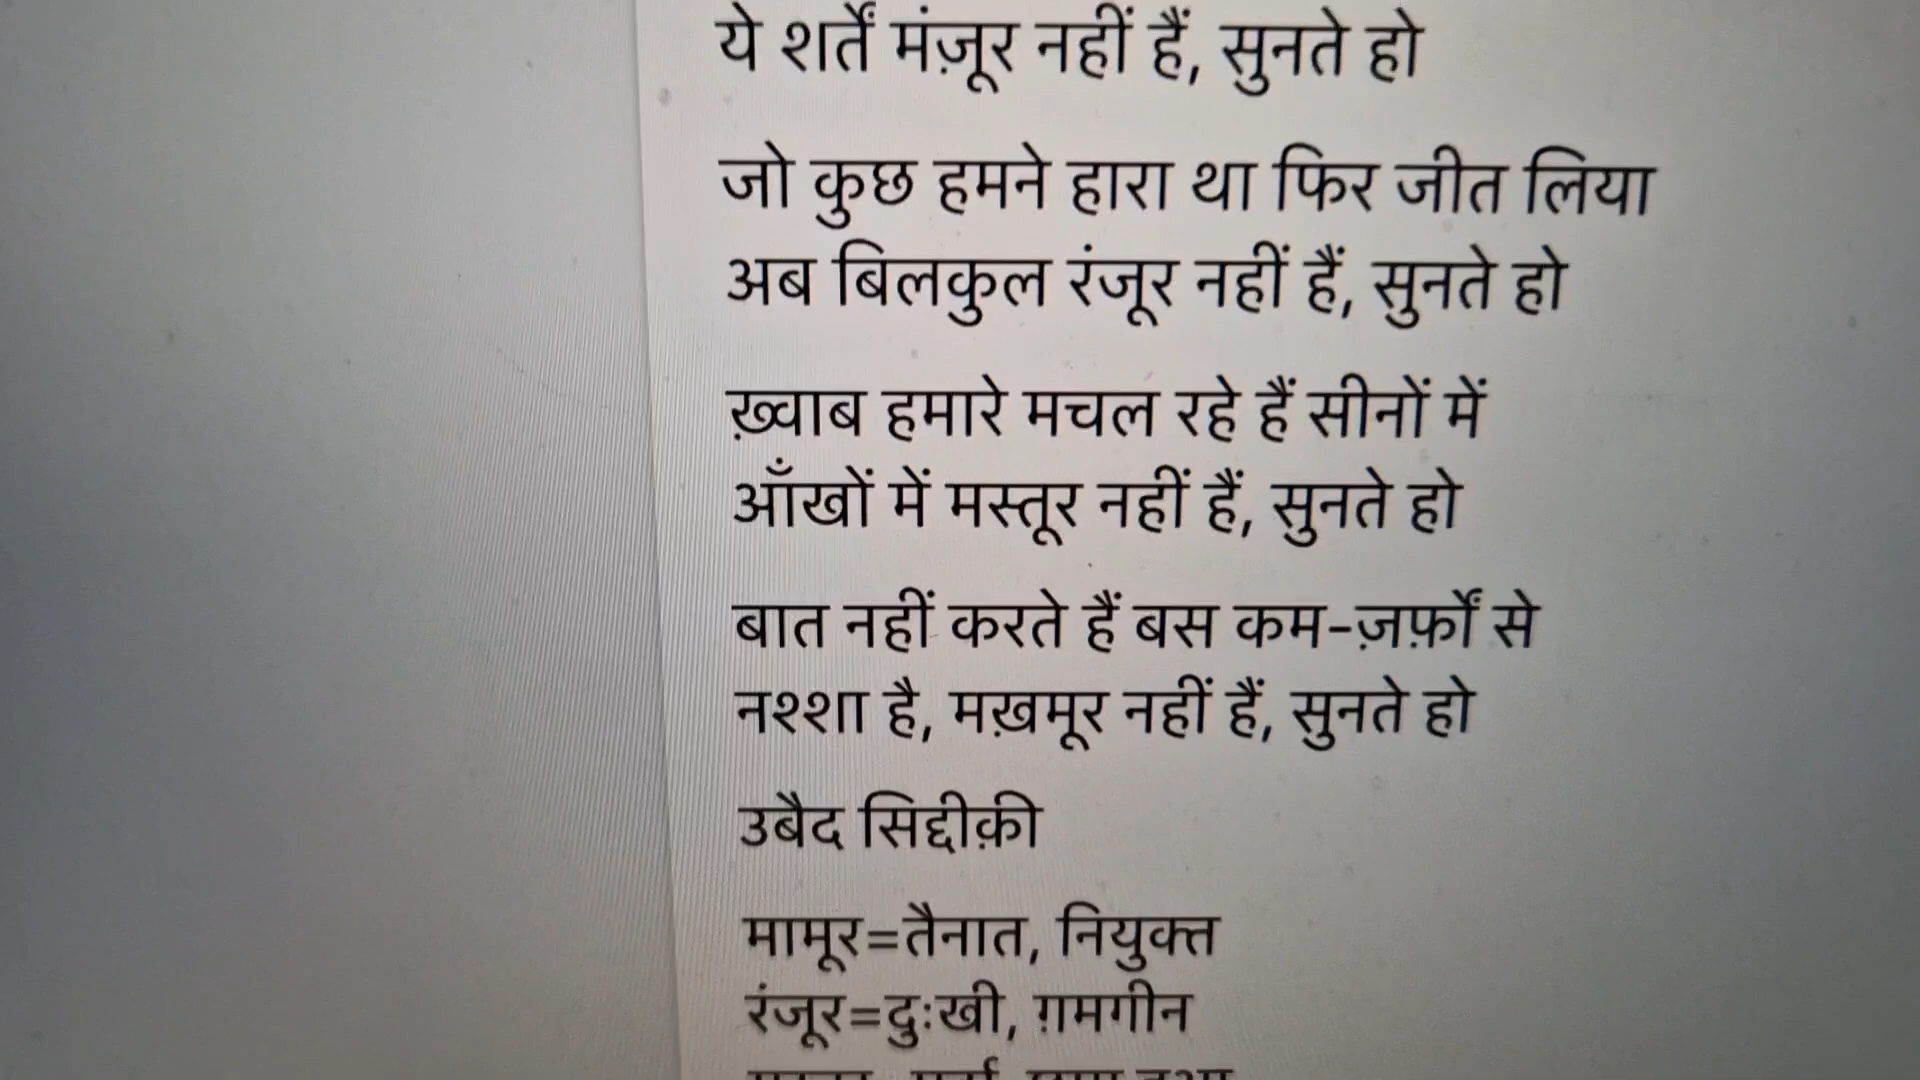 ये शर्तें मंज़ूर नहीं हैं, सुनते हो
जो कुछ हमने हारा था फिर जीत लिया
अब बिलकुल रंजूर नहीं हैं, सुनते हो
ख़्वाब हमारे मचल रहे हैं सीनों में
आँखों में मस्तूर नहीं हैं, सुनते हो
बात नहीं करते हैं बस कम-ज़र्फ़ों से
नश्शा है, मख़मूर नहीं हैं, सुनते हो
उबैद सिद्दीक़ी
मामूर=तैनात, नियुक्त
रंजूर=दुःखी, ग़मगीन